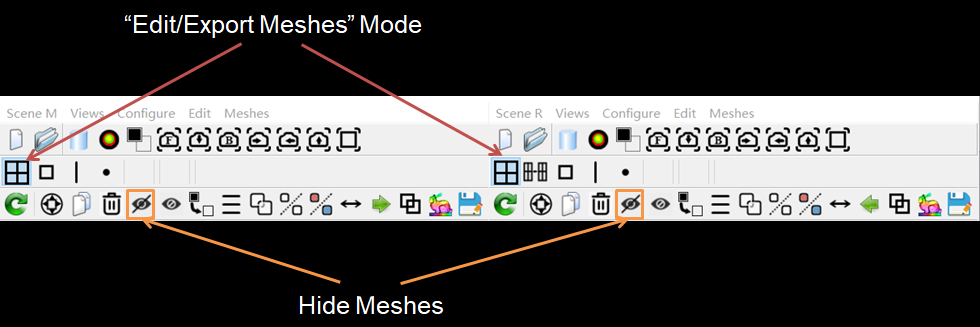 “Edit/Export Meshes” Mode
Scene M Views Configure Edit Meshes Scene R Views Configure Edit Meshes
F B F B
Hide Meshes